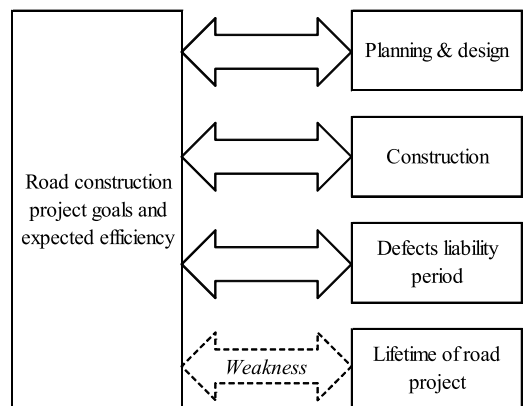 Planning & design
Construction
Road construction
project goals and
expected efficiency
Defects liability
period
Weakness
Lifetime of road
project